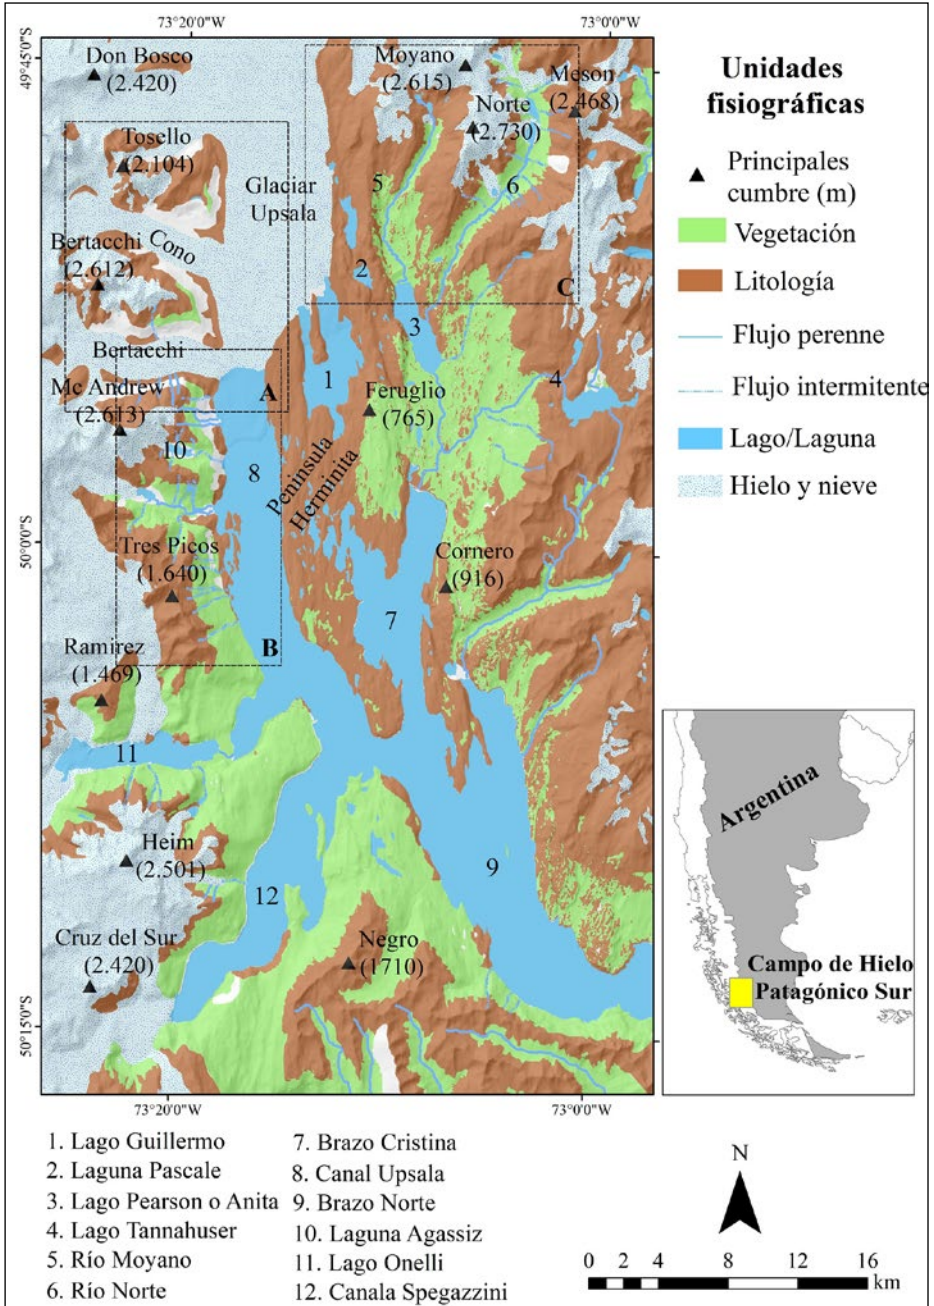 73°20'0"W
73°0'0"W
49°45'0"S
Don Bosco
(2.420)
Moyano
(2.615)
Meson
(2.468)
Norte
(2.730)
Tosello
(2.104)
Glaciar
Upsala
5
6
Cono
Bertacchi
(2.612)
2
C
3
Bertacchi
1
4
Mc Andrew
(2.613)
A
Feruglio
(765)
10
8
Peninsula
Herminita
50°0'0"S
Tres Picos
(1.640)
Cornero
(916)
7
B
Ramirez
(1.469)
11
Heim
(2.501)
9
12
Cruz del Sur
(2.420)
Negro
(1710)
50°15'0"S
73°20'0"W
73°0'0"W
Unidades
fisiográficas
Principales
cumbre (m)
Vegetación
Litología
Flujo perenne
Flujo intermitente
Lago/Laguna
Hielo y nieve
Argentina
Campo de Hielo
Patagónico Sur
1. Lago Guillermo
2. Laguna Pascale
3. Lago Pearson o Anita
4. Lago Tannahuser
5. Río Moyano
6. Río Norte
7. Brazo Cristina
8. Canal Upsala
9. Brazo Norte
10. Laguna Agassiz
11. Lago Onelli
12. Canala Spegazzini
N
0 2 4 8 12 16
km